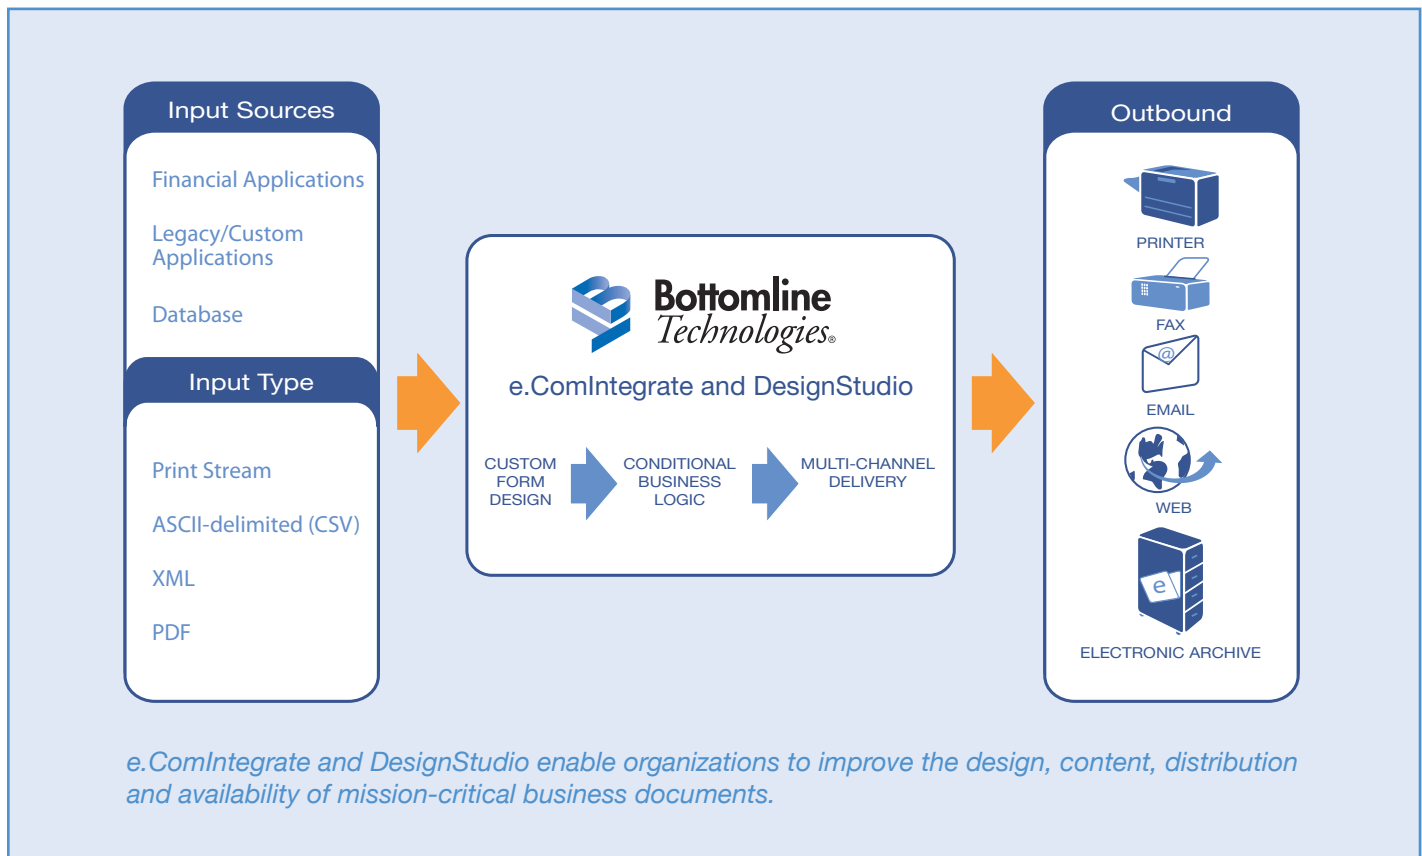 Input Sources
Financial Applications
Legacy/Custom
Applications
Database
Input Type
Print Stream
ASCII-delimited (CSV)
XML
PDF
Bottomline
Technologies®
e.ComIntegrate and DesignStudio
CUSTOM
FORM
DESIGN
CONDITIONAL
BUSINESS
LOGIC
MULTI-CHANNEL
DELIVERY
Outbound
PRINTER
FAX
@
EMAIL
WEB
e
ELECTRONIC ARCHIVE
e.ComIntegrate and DesignStudio enable organizations to improve the design, content, distribution
and availability of mission-critical business documents.